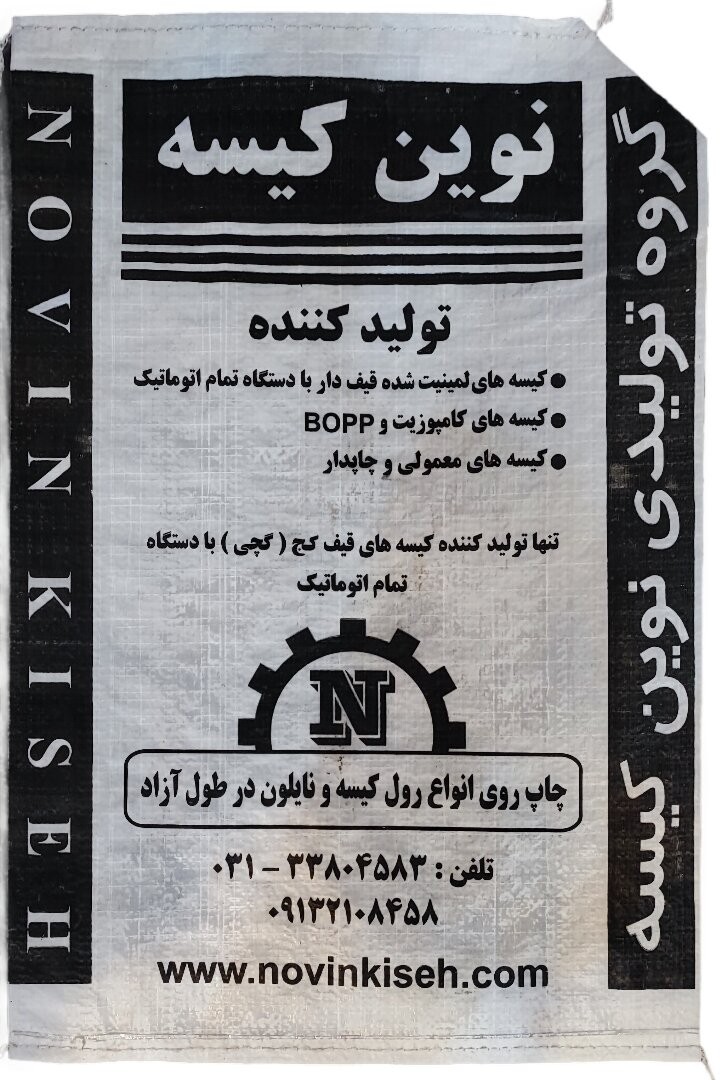 نوین کیسه
تولید کننده
● کیسه های لمینیت شده قیف دار با دستگاه تمام اتوماتیک
● کیسه های کامپوزیت و BOPP
● کیسه های معمولی و چاپدار
تنها تولید کننده کیسه های قیف کج ( گچی ) با دستگاه
تمام اتوماتیک
N
چاپ روی انواع رول کیسه و نایلون در طول آزاد
تلفن : ۳۳۸۰۴۵۸۳ - ۰۳۱
۰۹۱۳۲۱۰۸۴۵۸
www.novinkiseh.com
گروه تولیدی نوین کیسه
NOVIN KISEH